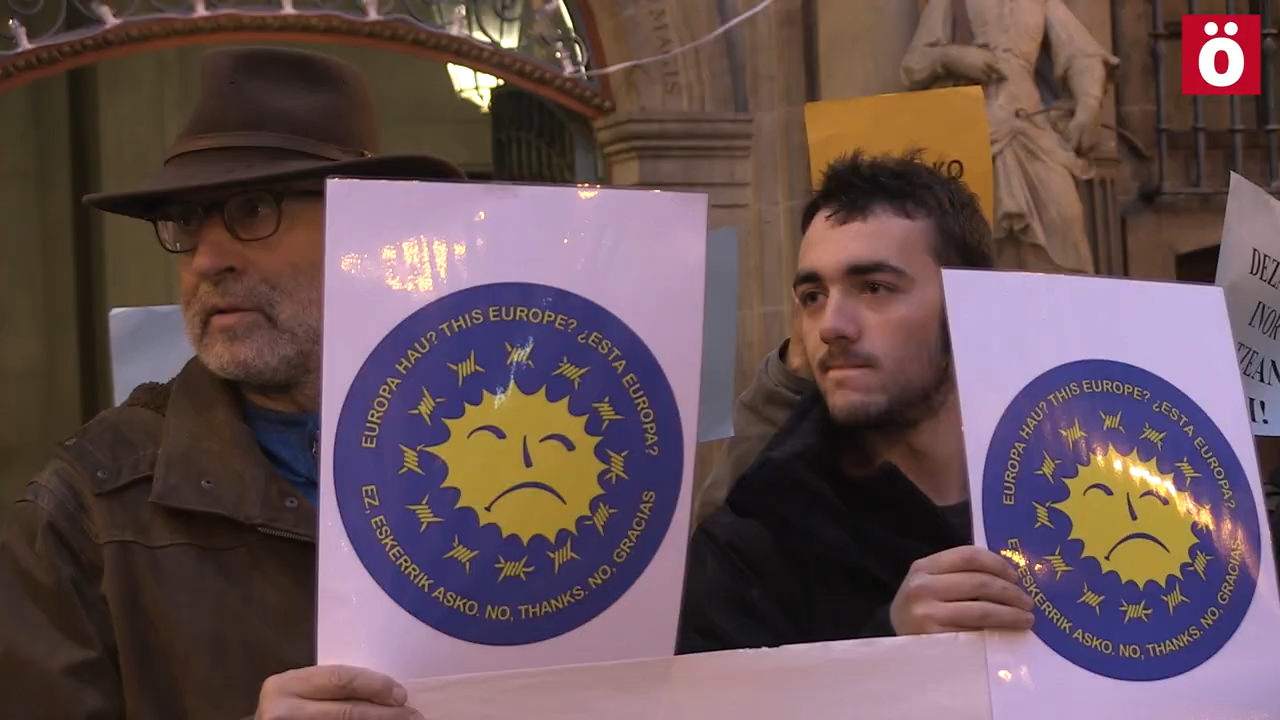 ö
MAIS
EUROPA HAU? THIS EUROPE? ¿ESTA EUROPA?
EZ, ESKERRIK ASKO. NO, THANKS. NO, GRACIAS
EUROPA HAU? THIS EUROPE? ¿ESTA EUROPA?
EZ, ESKERRIK ASKO. NO, THANKS. NO, GRACIAS